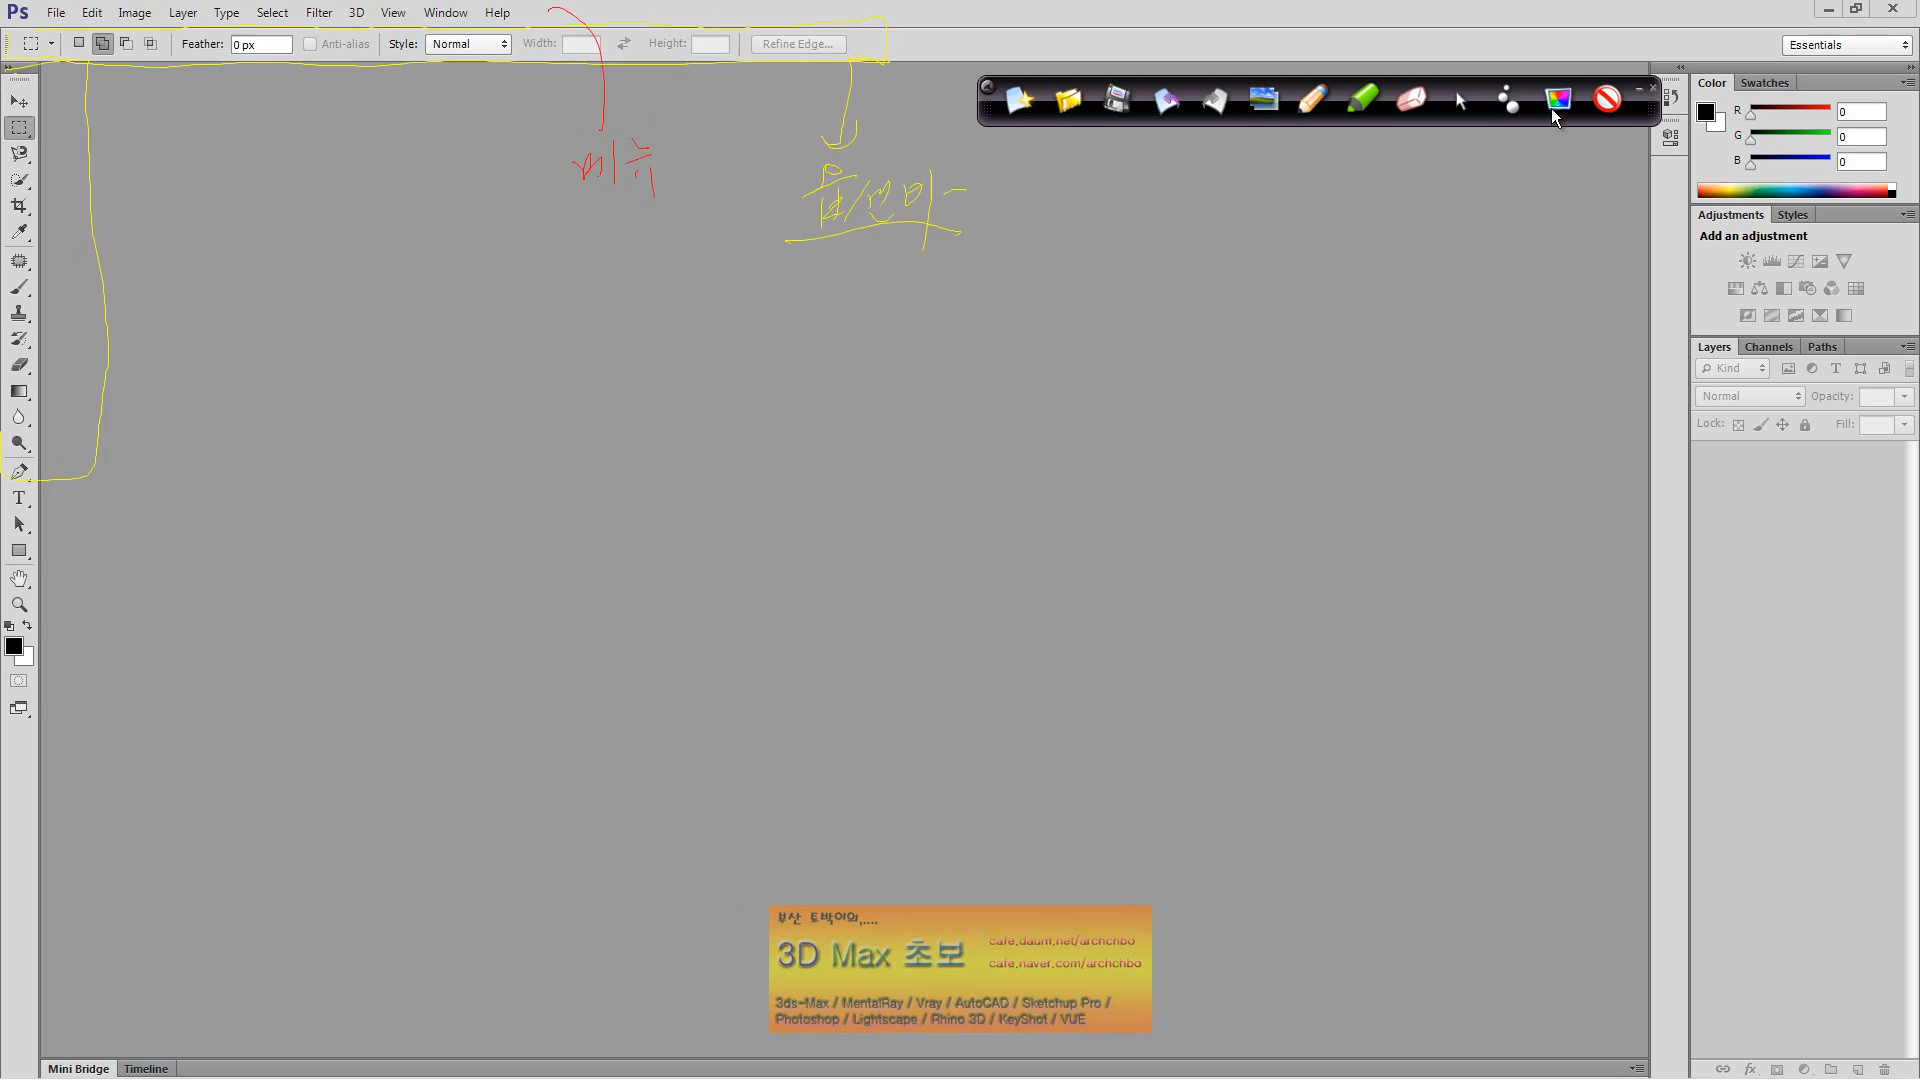 Ps File Edit Image Layer Type Select Filter 3D View Window Help
Feather: 0 px Anti-alias Style: Normal Width: Height: Refine Edge... Essentials
Color Swatches
R 0
G 0
B 0
메뉴
옵션바
Adjustments Styles
Add an adjustment
Layers Channels Paths
Kind
Normal Opacity:
Lock: Fill:
부산 토박이의....
3D Max 초보
cafe.daum.net/archchbo
cafe.naver.com/archchbo
3ds-Max / MentalRay / Vray / AutoCAD / Sketchup Pro /
Photoshop / Lightscape / Rhino 3D / KeyShot / VUE
Mini Bridge Timeline